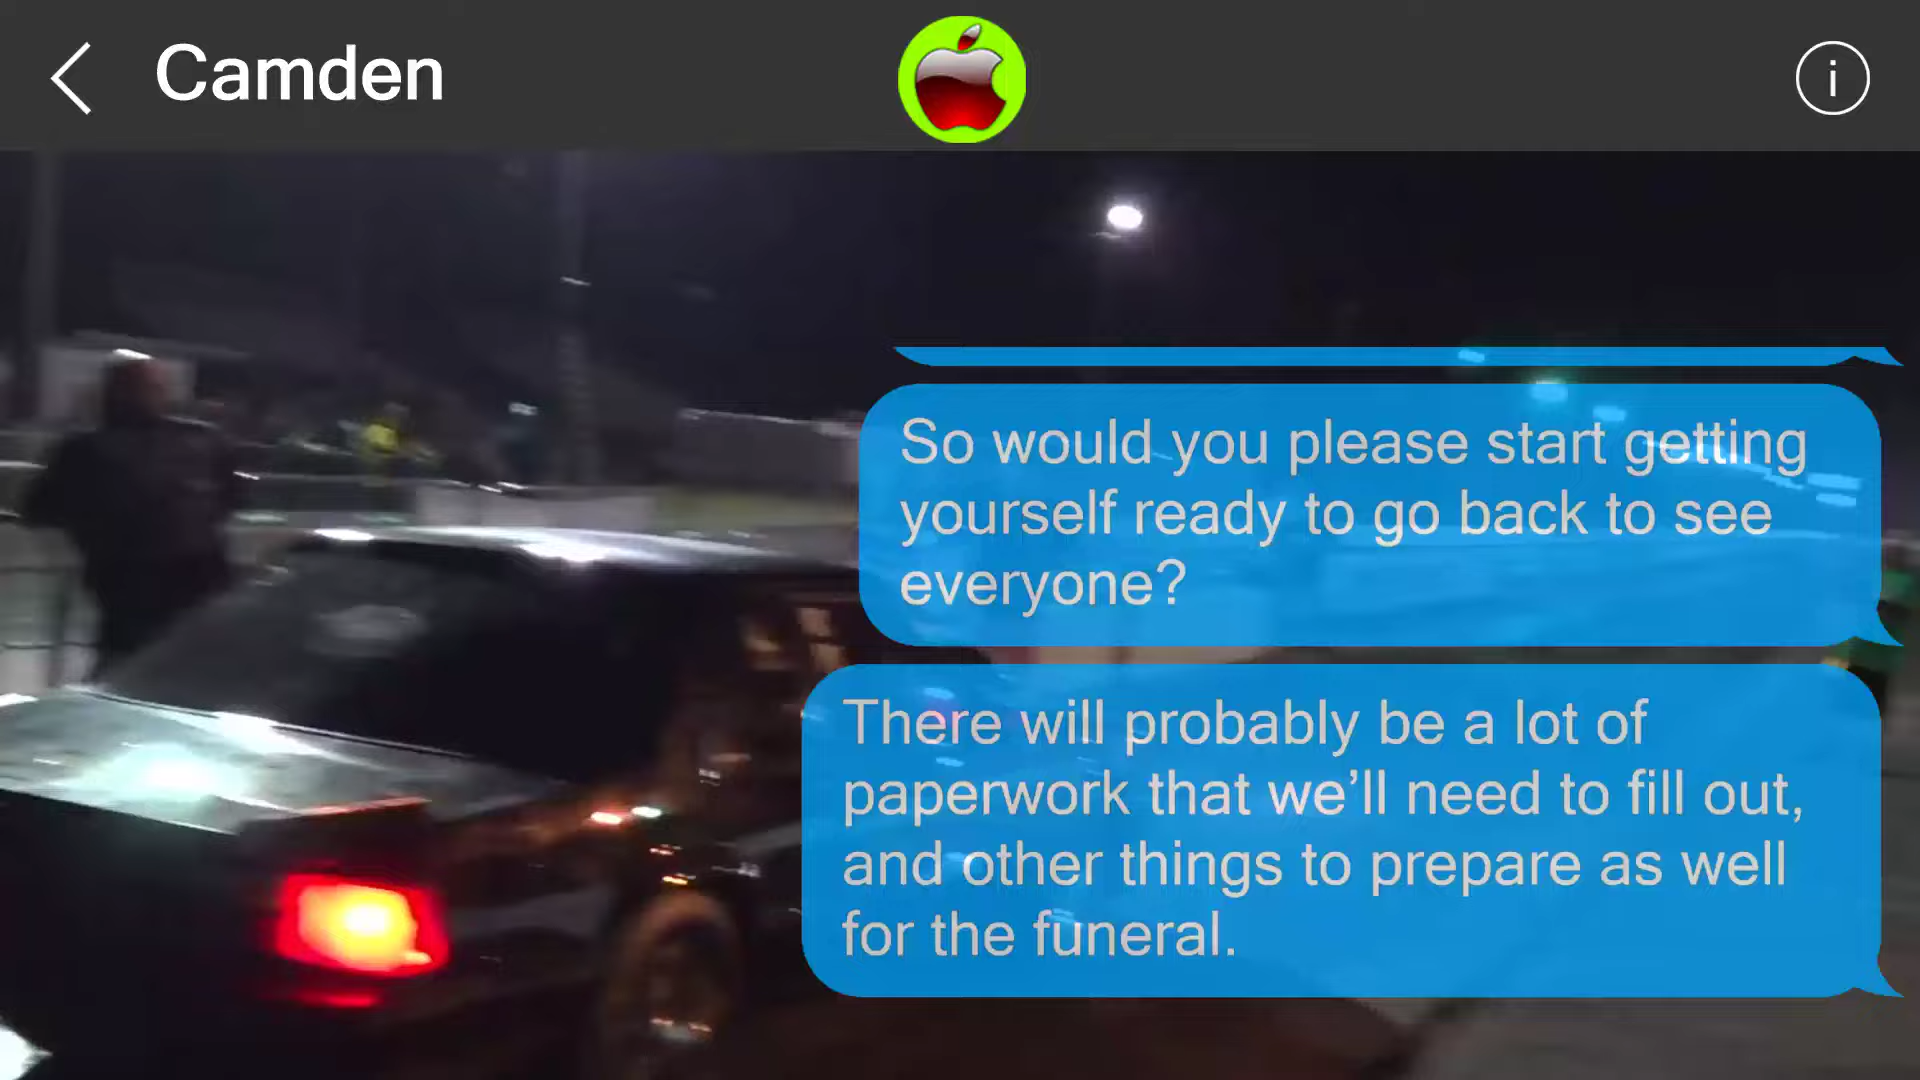 Camden
i
So would you please start getting
yourself ready to go back to see
everyone?
There will probably be a lot of
paperwork that we’ll need to fill out,
and other things to prepare as well
for the funeral.